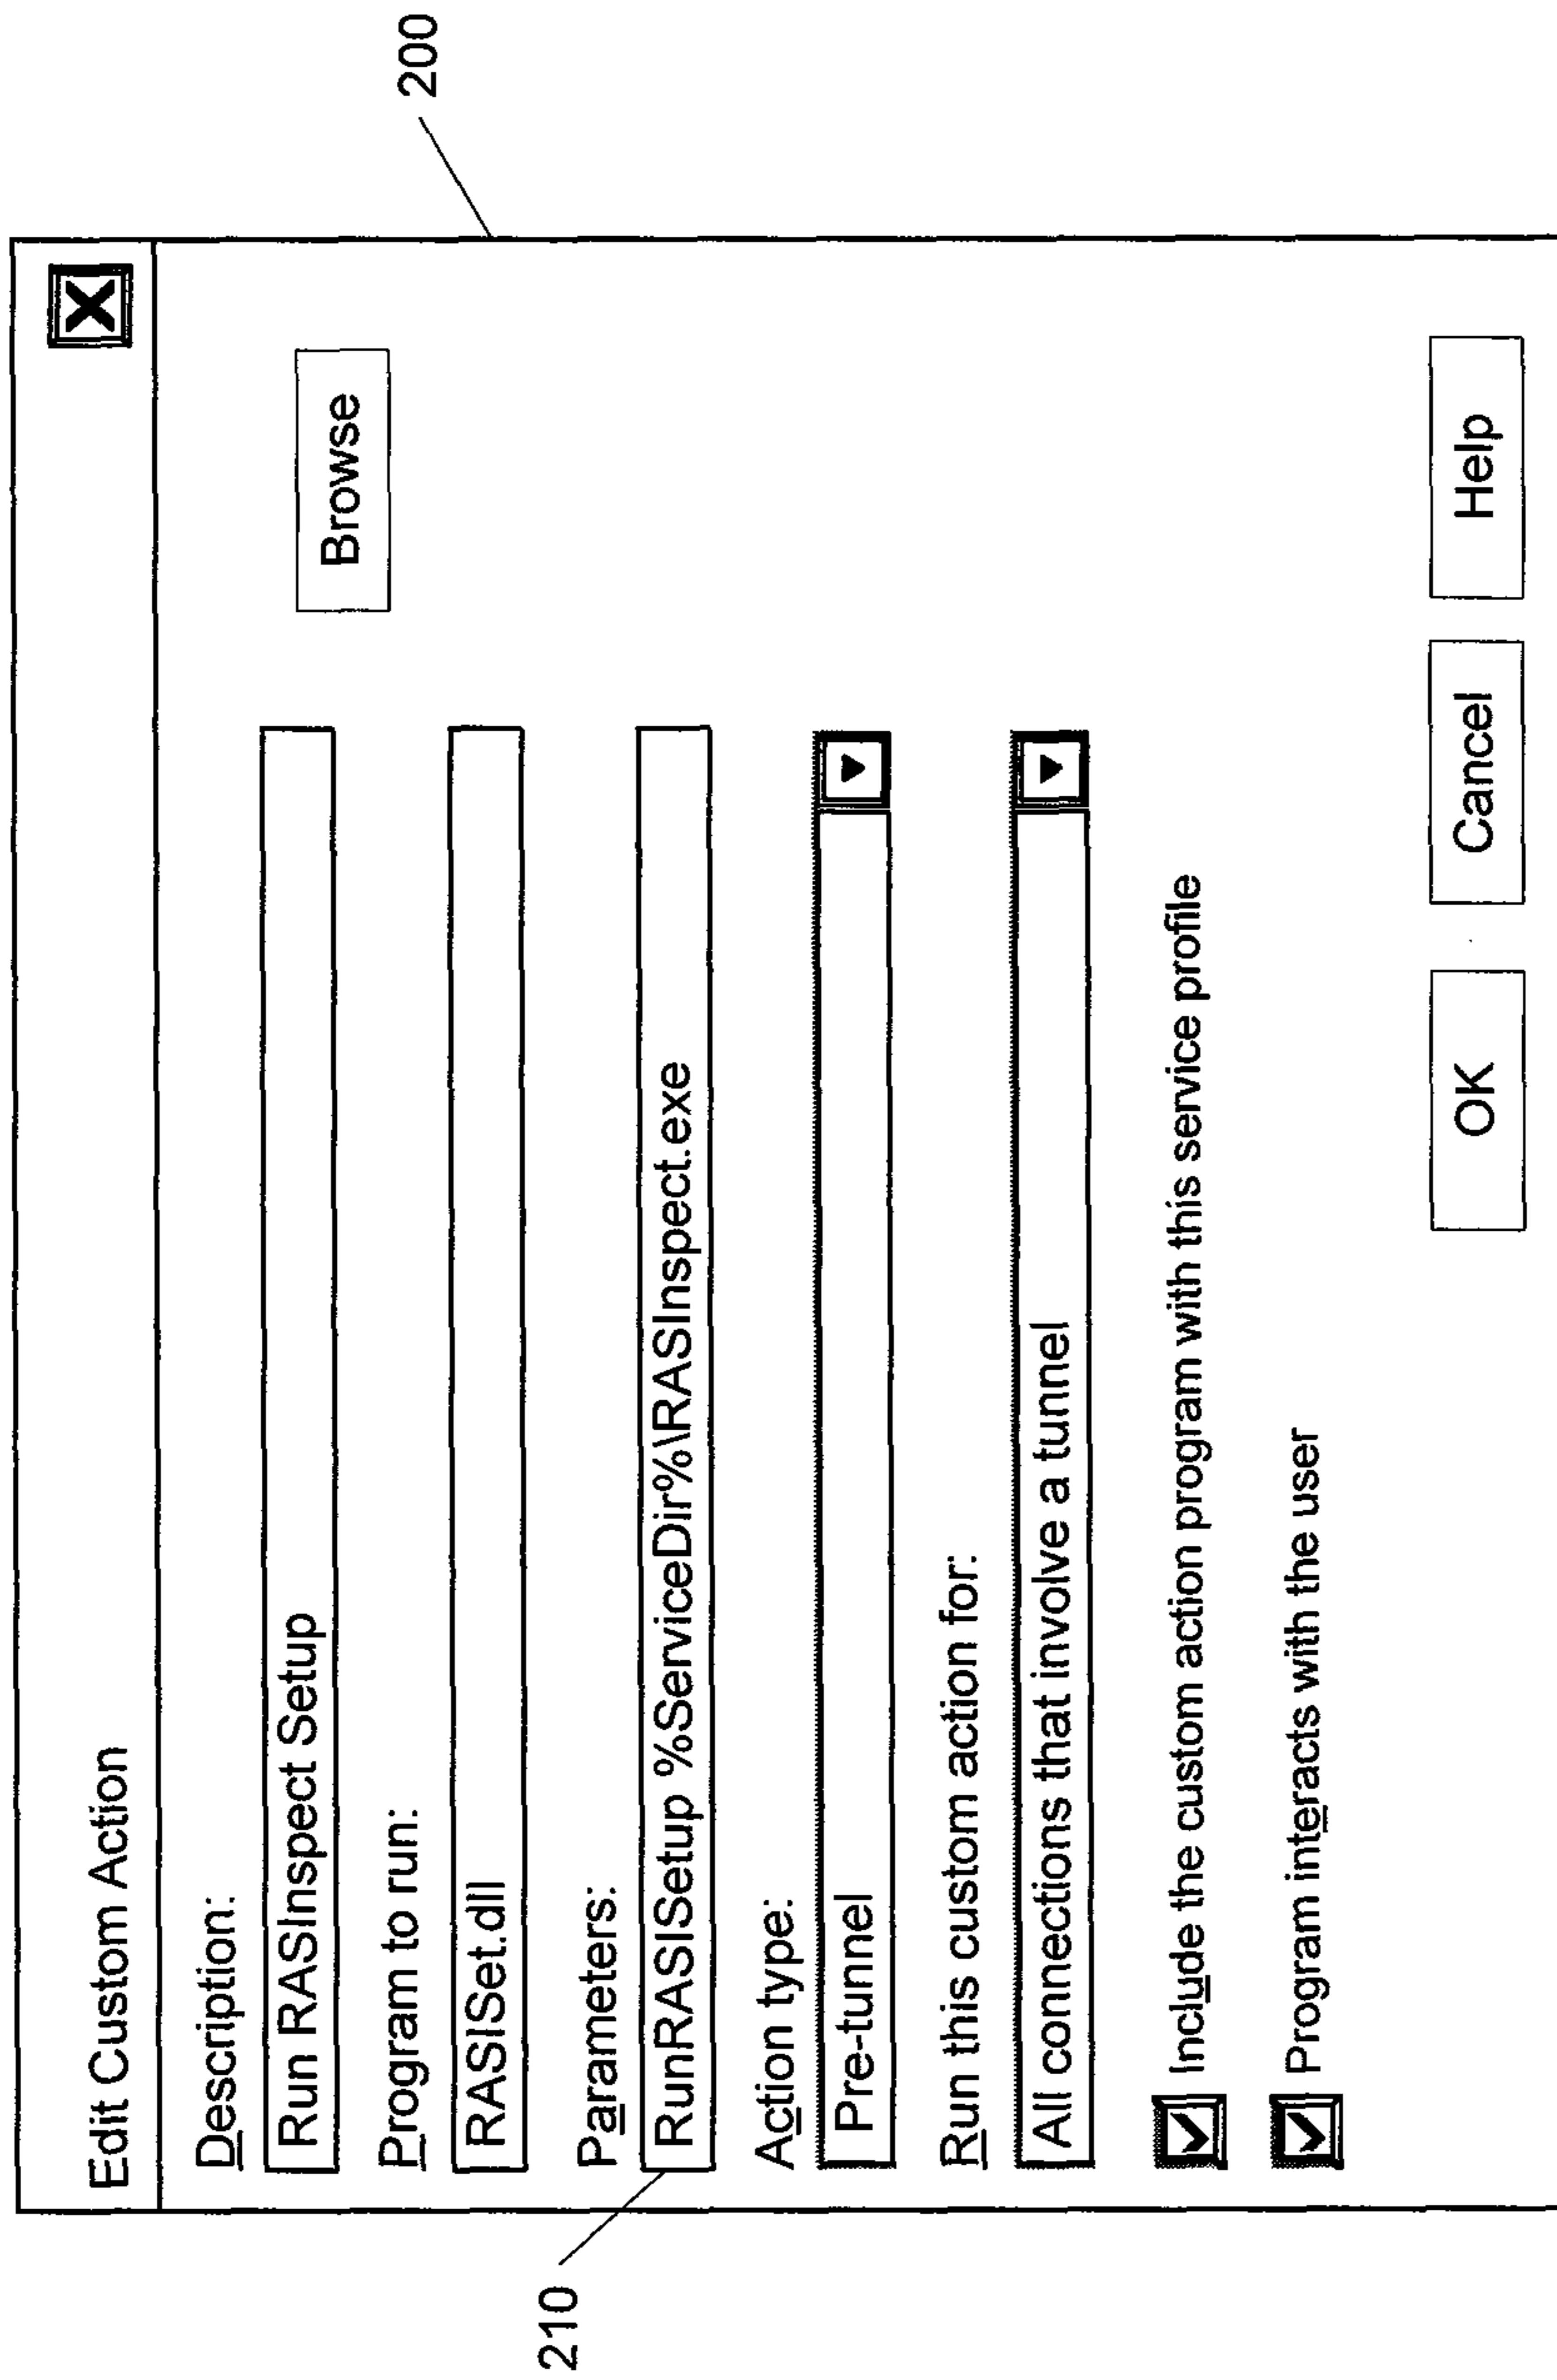 Edit Custom Action
X
200
Description:
Run RASInspect Setup
Browse
Program to run:
RASISet.dll
Parameters:
210
RunRASISetup %ServiceDir%\RASInspect.exe
Action type:
Pre-tunnel
Run this custom action for:
All connections that involve a tunnel
Include the custom action program with this service profile
Program interacts with the user
OK
Cancel
Help